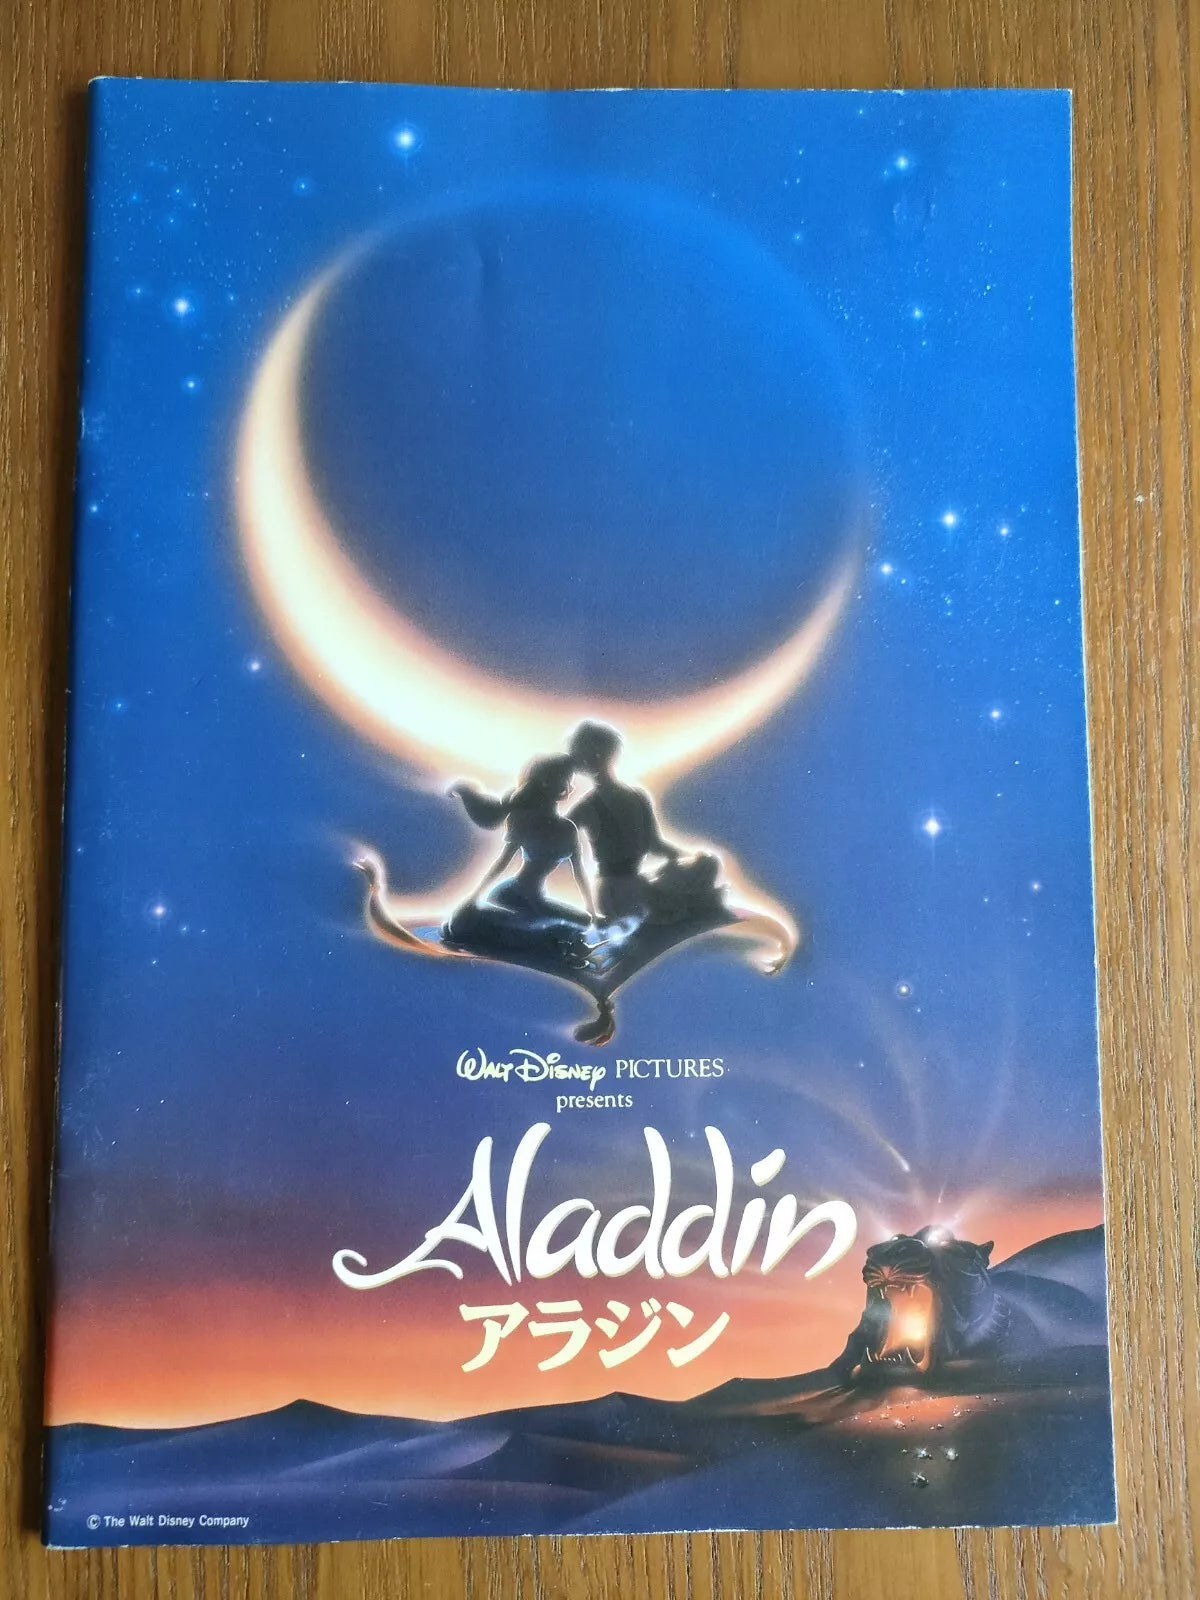 Walt Disney PICTURES
presents
Aladdin
アラジン
© The Walt Disney Company